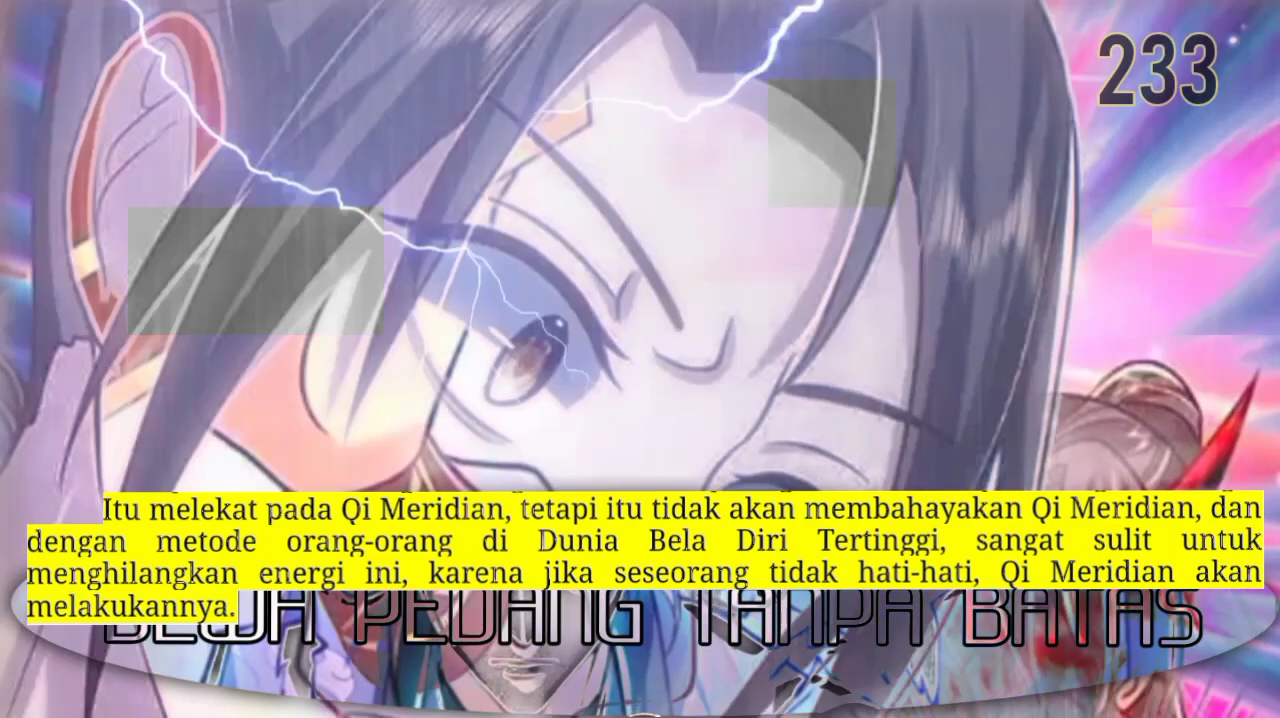 233
Itu melekat pada Qi Meridian, tetapi itu tidak akan membahayakan Qi Meridian, dan
dengan metode orang-orang di Dunia Bela Diri Tertinggi, sangat sulit untuk
menghilangkan energi ini, karena jika seseorang tidak hati-hati, Qi Meridian akan
melakukannya.
DEWA PEDANG TANPA BATAS